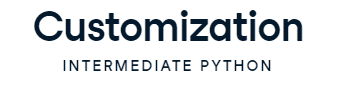 Customization
INTERMEDIATE PYTHON